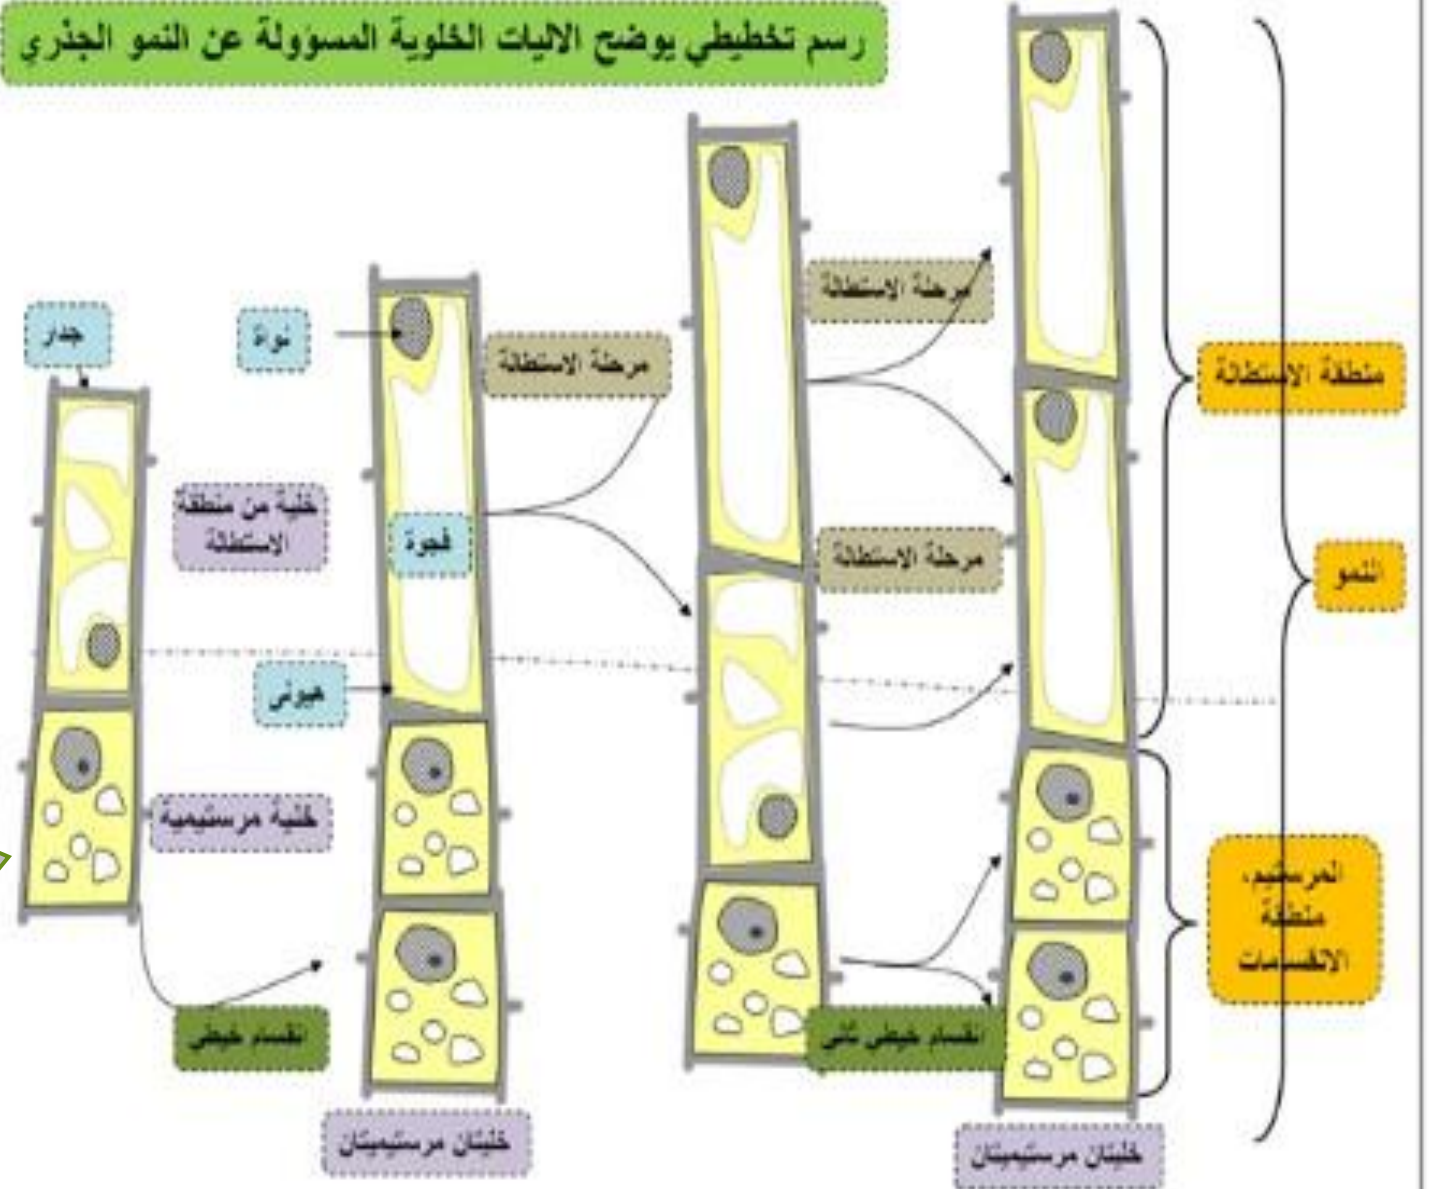 رسم تخطيطي يوضح الاليات الخلوية المسؤولة عن النمو الجذري
جدار
نواة
خلية من منطقة
الاستطالة
فجوة
هيولى
خلية مرستيمية
انقسام خيطي
خليتان مرستيميتان
مرحلة الاستطالة
مرحلة الاستطالة
مرحلة الاستطالة
انقسام خيطي ثاني
خليتان مرستيميتان
منطقة الاستطالة
النمو
المرستيم،
منطقة
الانقسامات